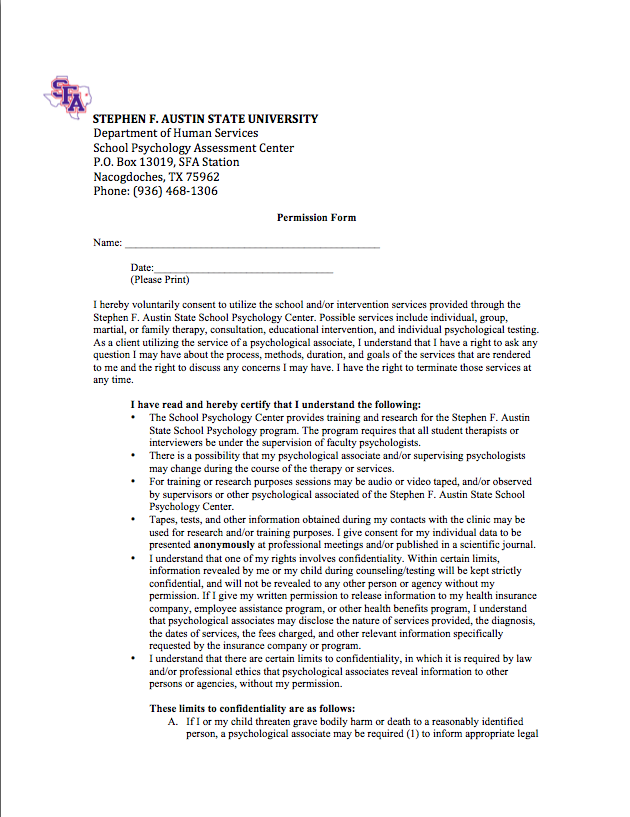 SFA
STEPHEN F. AUSTIN STATE UNIVERSITY
Department of Human Services
School Psychology Assessment Center
P.O. Box 13019, SFA Station
Nacogdoches, TX 75962
Phone: (936) 468-1306
Permission Form
Name: ________________________________________________
Date:__________________________________
(Please Print)
I hereby voluntarily consent to utilize the school and/or intervention services provided through the
Stephen F. Austin State School Psychology Center. Possible services include individual, group,
martial, or family therapy, consultation, educational intervention, and individual psychological testing.
As a client utilizing the service of a psychological associate, I understand that I have a right to ask any
question I may have about the process, methods, duration, and goals of the services that are rendered
to me and the right to discuss any concerns I may have. I have the right to terminate those services at
any time.
I have read and hereby certify that I understand the following:
• The School Psychology Center provides training and research for the Stephen F. Austin
State School Psychology program. The program requires that all student therapists or
interviewers be under the supervision of faculty psychologists.
• There is a possibility that my psychological associate and/or supervising psychologists
may change during the course of the therapy or services.
• For training or research purposes sessions may be audio or video taped, and/or observed
by supervisors or other psychological associated of the Stephen F. Austin State School
Psychology Center.
• Tapes, tests, and other information obtained during my contacts with the clinic may be
used for research and/or training purposes. I give consent for my individual data to be
presented anonymously at professional meetings and/or published in a scientific journal.
• I understand that one of my rights involves confidentiality. Within certain limits,
information revealed by me or my child during counseling/testing will be kept strictly
confidential, and will not be revealed to any other person or agency without my
permission. If I give my written permission to release information to my health insurance
company, employee assistance program, or other health benefits program, I understand
that psychological associates may disclose the nature of services provided, the diagnosis,
the dates of services, the fees charged, and other relevant information specifically
requested by the insurance company or program.
• I understand that there are certain limits to confidentiality, in which it is required by law
and/or professional ethics that psychological associates reveal information to other
persons or agencies, without my permission.
These limits to confidentiality are as follows:
A. If I or my child threaten grave bodily harm or death to a reasonably identified
person, a psychological associate may be required (1) to inform appropriate legal